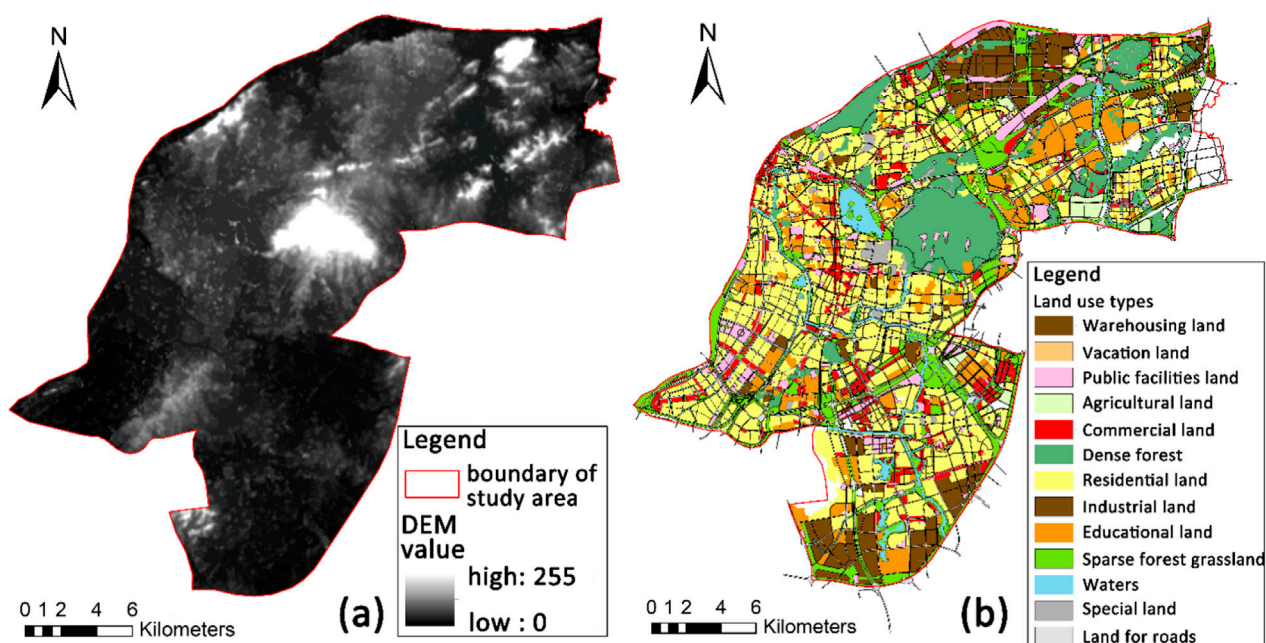 N
Legend
boundary of
study area
DEM
value
high: 255
low : 0
(a)
0 1 2 4 6
Kilometers
N
Legend
Land use types
Warehousing land
Vacation land
Public facilities land
Agricultural land
Commercial land
Dense forest
Residential land
Industrial land
Educational land
Sparse forest grassland
Waters
Special land
Land for roads
(b)
0 1 2 4 6
Kilometers